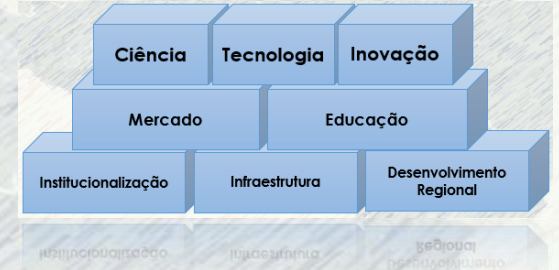 Ciência Tecnologia Inovação
Mercado Educação
Institucionalização Infraestrutura Desenvolvimento
Regional